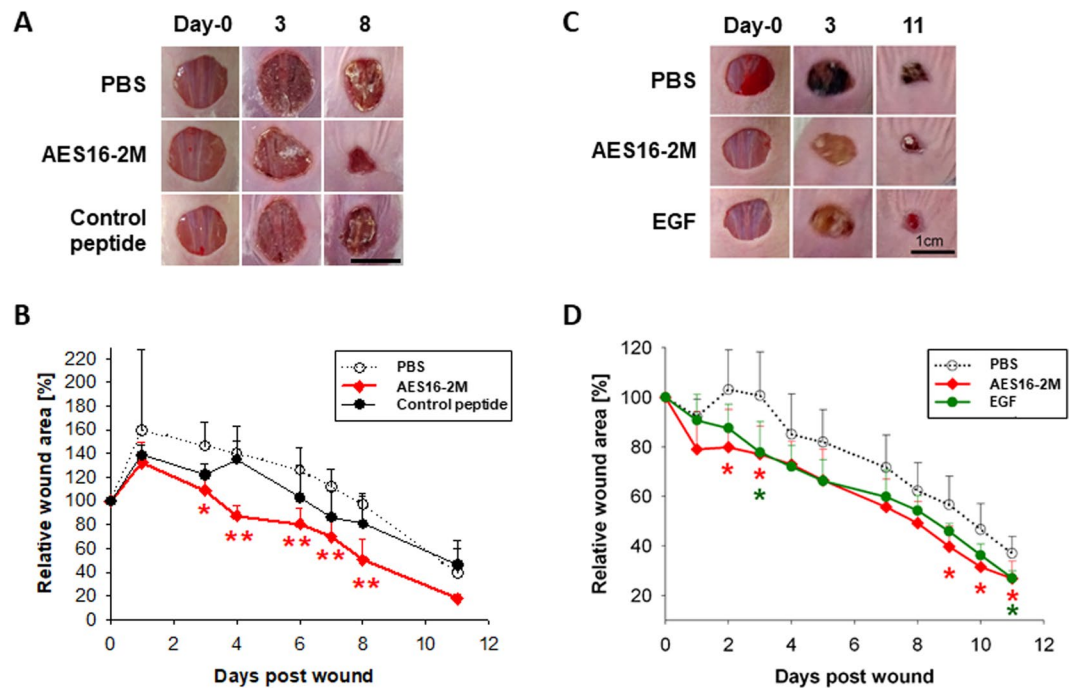 A
Day-0 3 8
PBS
AES16-2M
Control
peptide
C
Day-0 3 11
PBS
AES16-2M
EGF
1cm
B
Relative wound area [%]
220
200
180
160
140
120
100
80
60
40
20
0
PBS
AES16-2M
Control peptide
* ** ** ** **
0 2 4 6 8 10 12
Days post wound
D
Relative wound area [%]
120
100
80
60
40
20
PBS
AES16-2M
EGF
* * * * *
* *
0 2 4 6 8 10 12
Days post wound